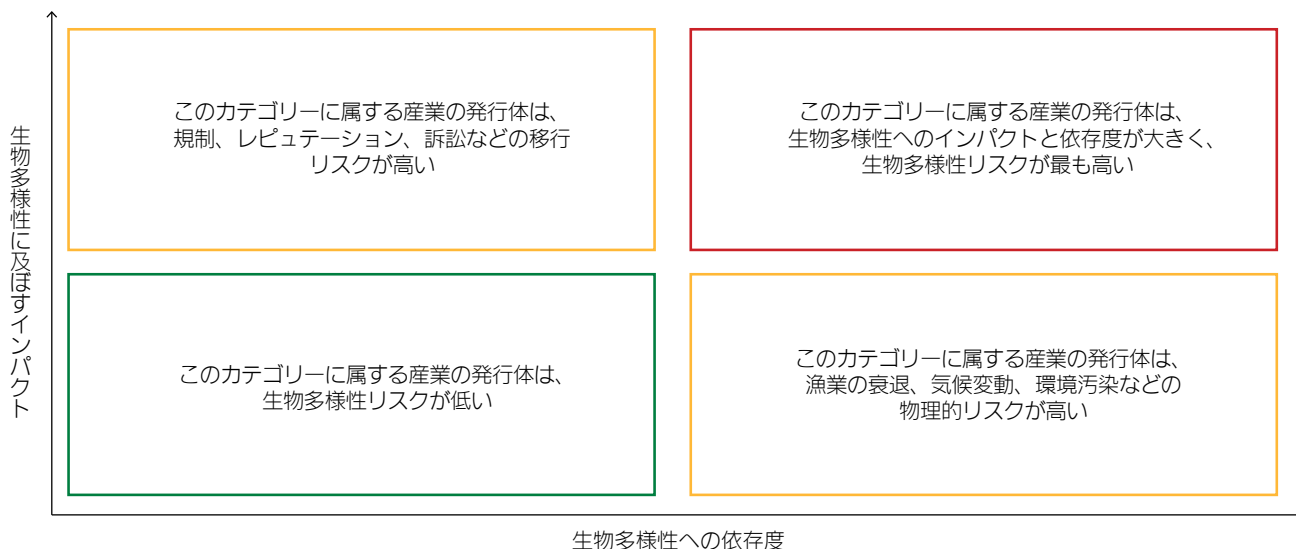 生物多様性に及ぼすインパクト
このカテゴリーに属する産業の発行体は、
規制、レピュテーション、訴訟などの移行
リスクが高い
このカテゴリーに属する産業の発行体は、
生物多様性へのインパクトと依存度が大きく、
生物多様性リスクが最も高い
このカテゴリーに属する産業の発行体は、
生物多様性リスクが低い
このカテゴリーに属する産業の発行体は、
漁業の衰退、気候変動、環境汚染などの
物理的リスクが高い
生物多様性への依存度